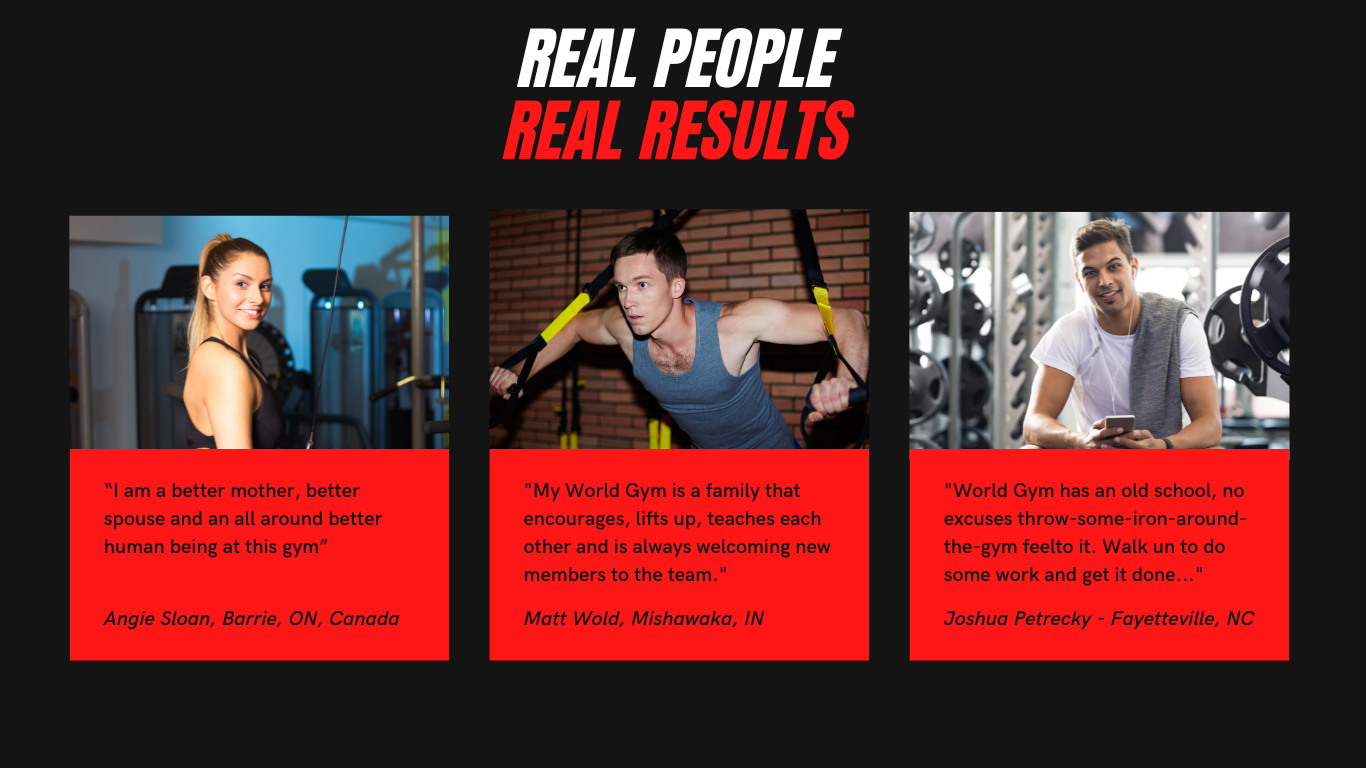 REAL PEOPLE
REAL RESULTS
“I am a better mother, better
spouse and an all around better
human being at this gym”
Angie Sloan, Barrie, ON, Canada
"My World Gym is a family that
encourages, lifts up, teaches each
other and is always welcoming new
members to the team."
Matt Wold, Mishawaka, IN
"World Gym has an old school, no
excuses throw-some-iron-around-
the-gym feelto it. Walk un to do
some work and get it done..."
Joshua Petrecky - Fayetteville, NC